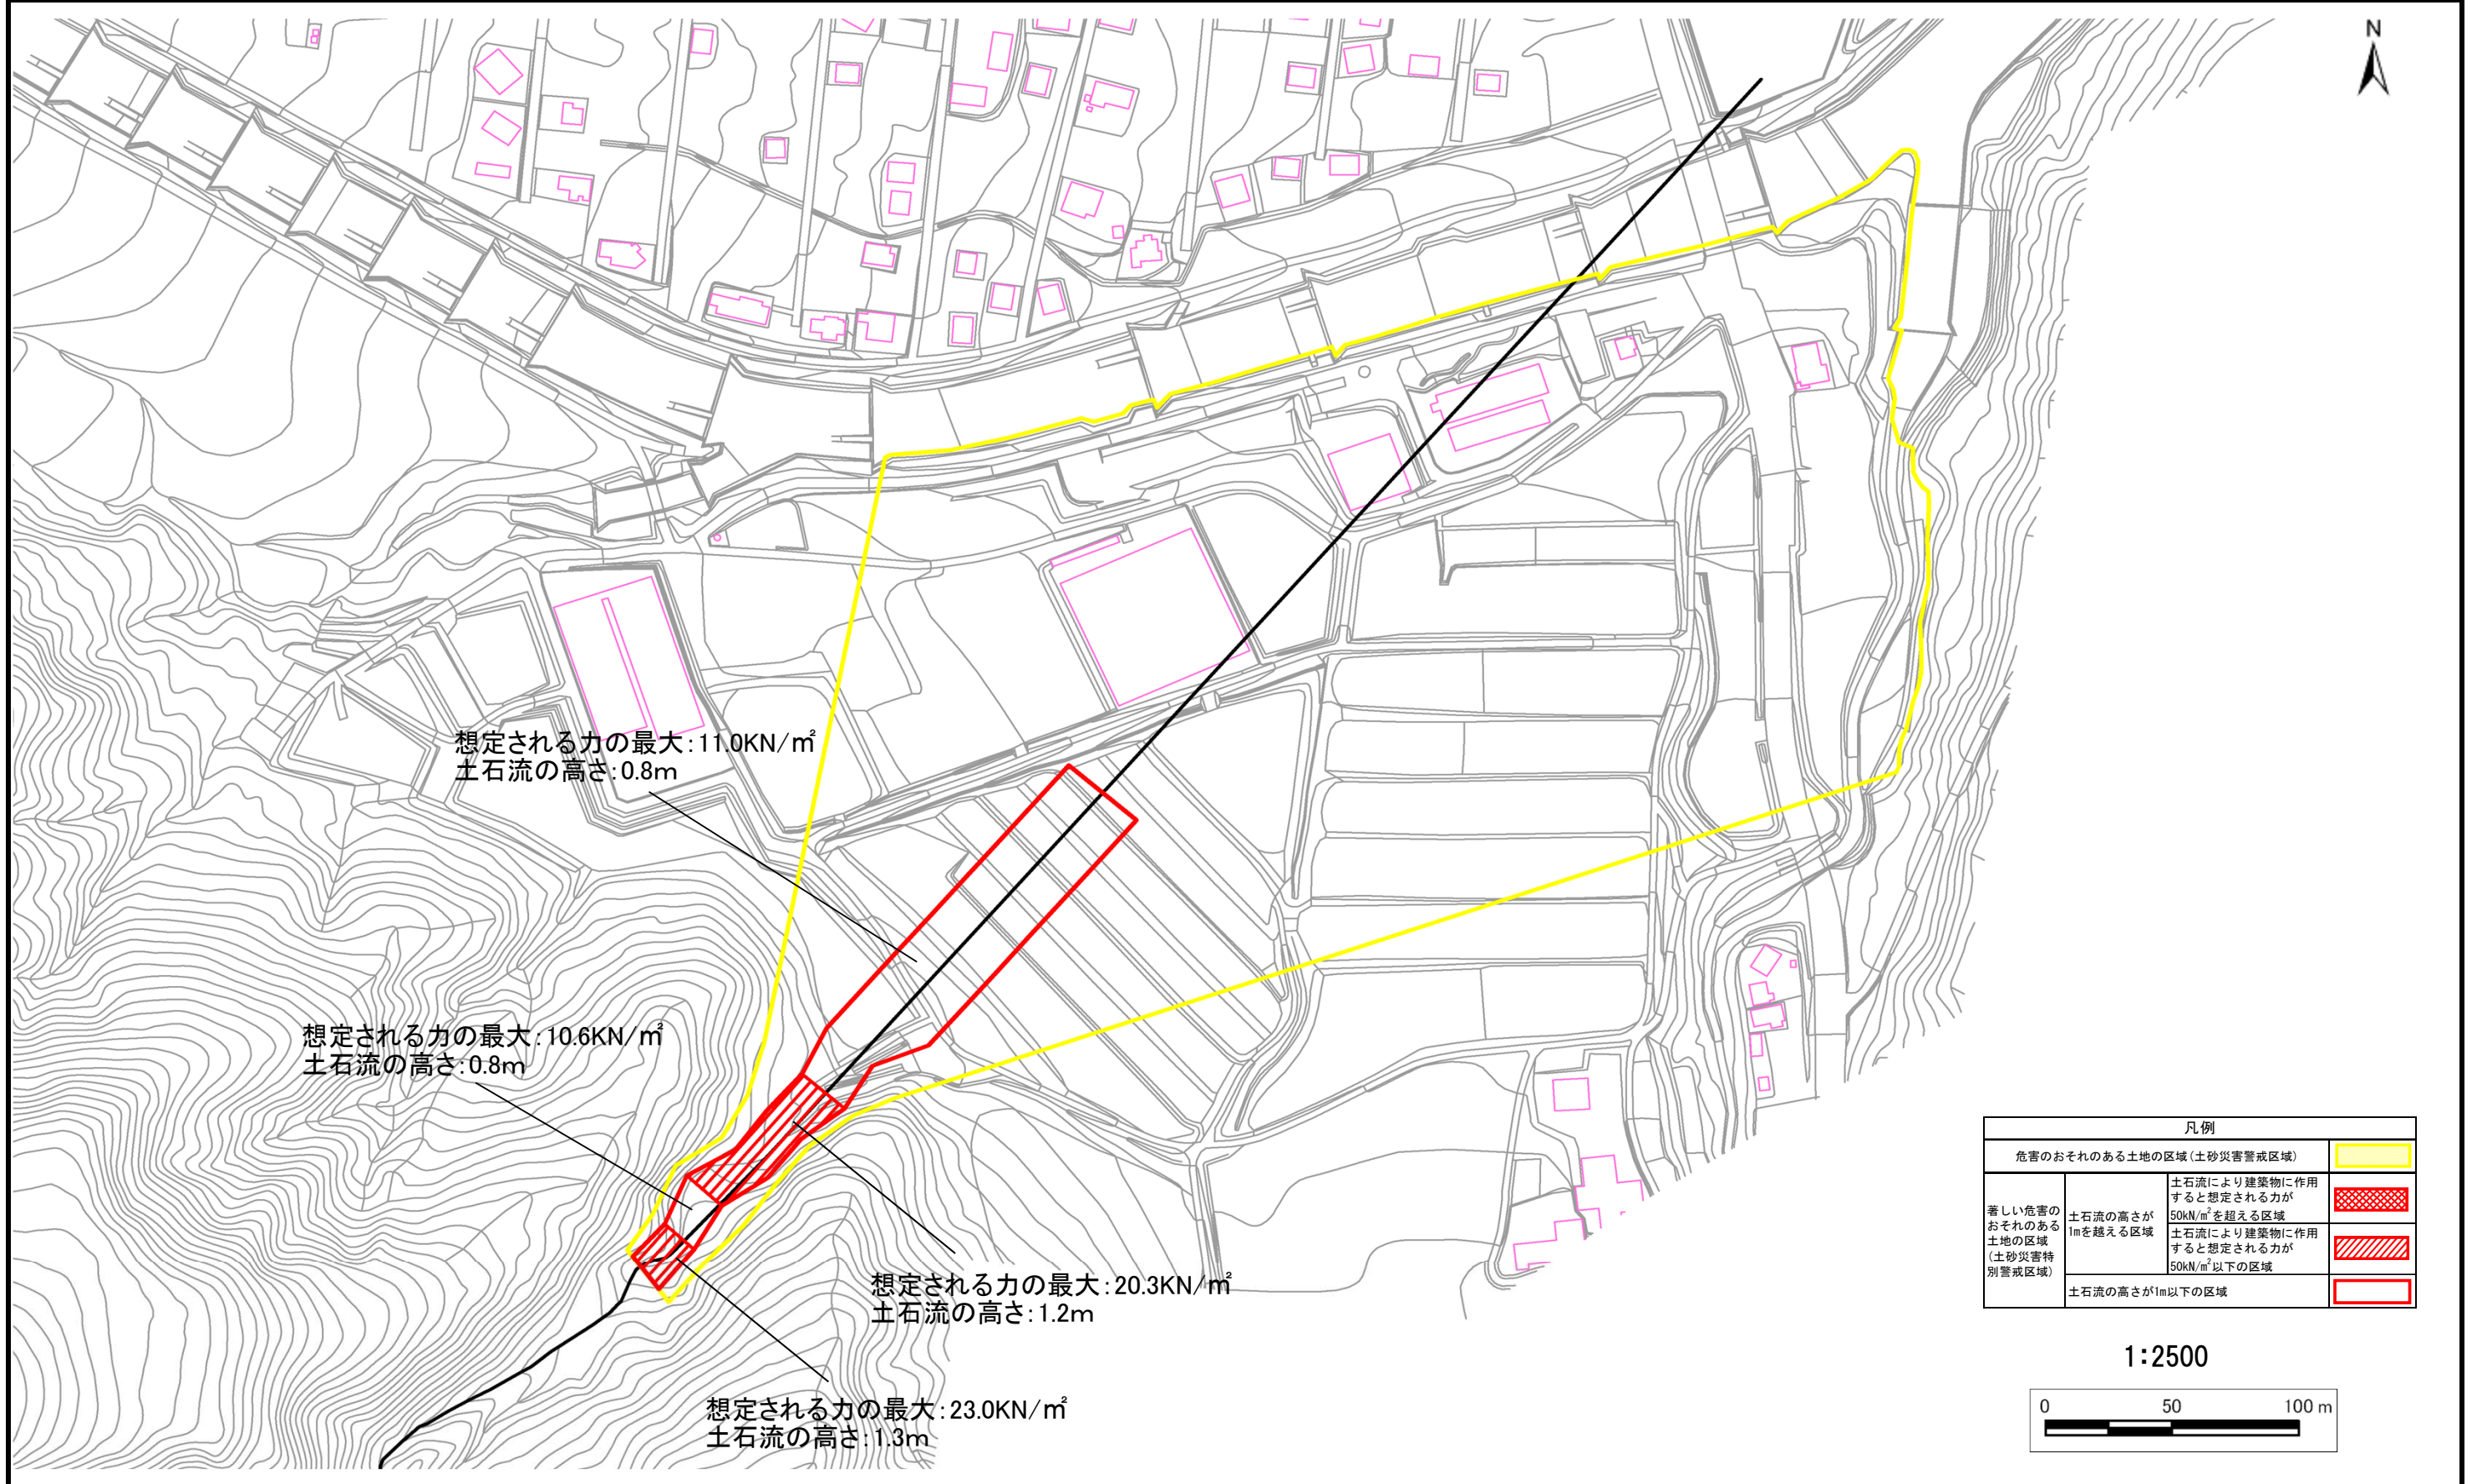 N
想定される力の最大:11.0KN/㎡
土石流の高さ:0.8m
想定される力の最大:10.6KN/㎡
土石流の高さ:0.8m
想定される力の最大:20.3KN/㎡
土石流の高さ:1.2m
想定される力の最大:23.0KN/㎡
土石流の高さ:1.3m
凡例
危害のおそれのある土地の区域(土砂災害警戒区域)
著しい危害の
おそれのある
土地の区域
(土砂災害特
別警戒区域)
土石流の高さが
1mを越える区域
土石流により建築物に作用
すると想定される力が
50kN/㎡を超える区域
土石流により建築物に作用
すると想定される力が
50kN/㎡以下の区域
土石流の高さが1m以下の区域
1:2500
0 50 100 m